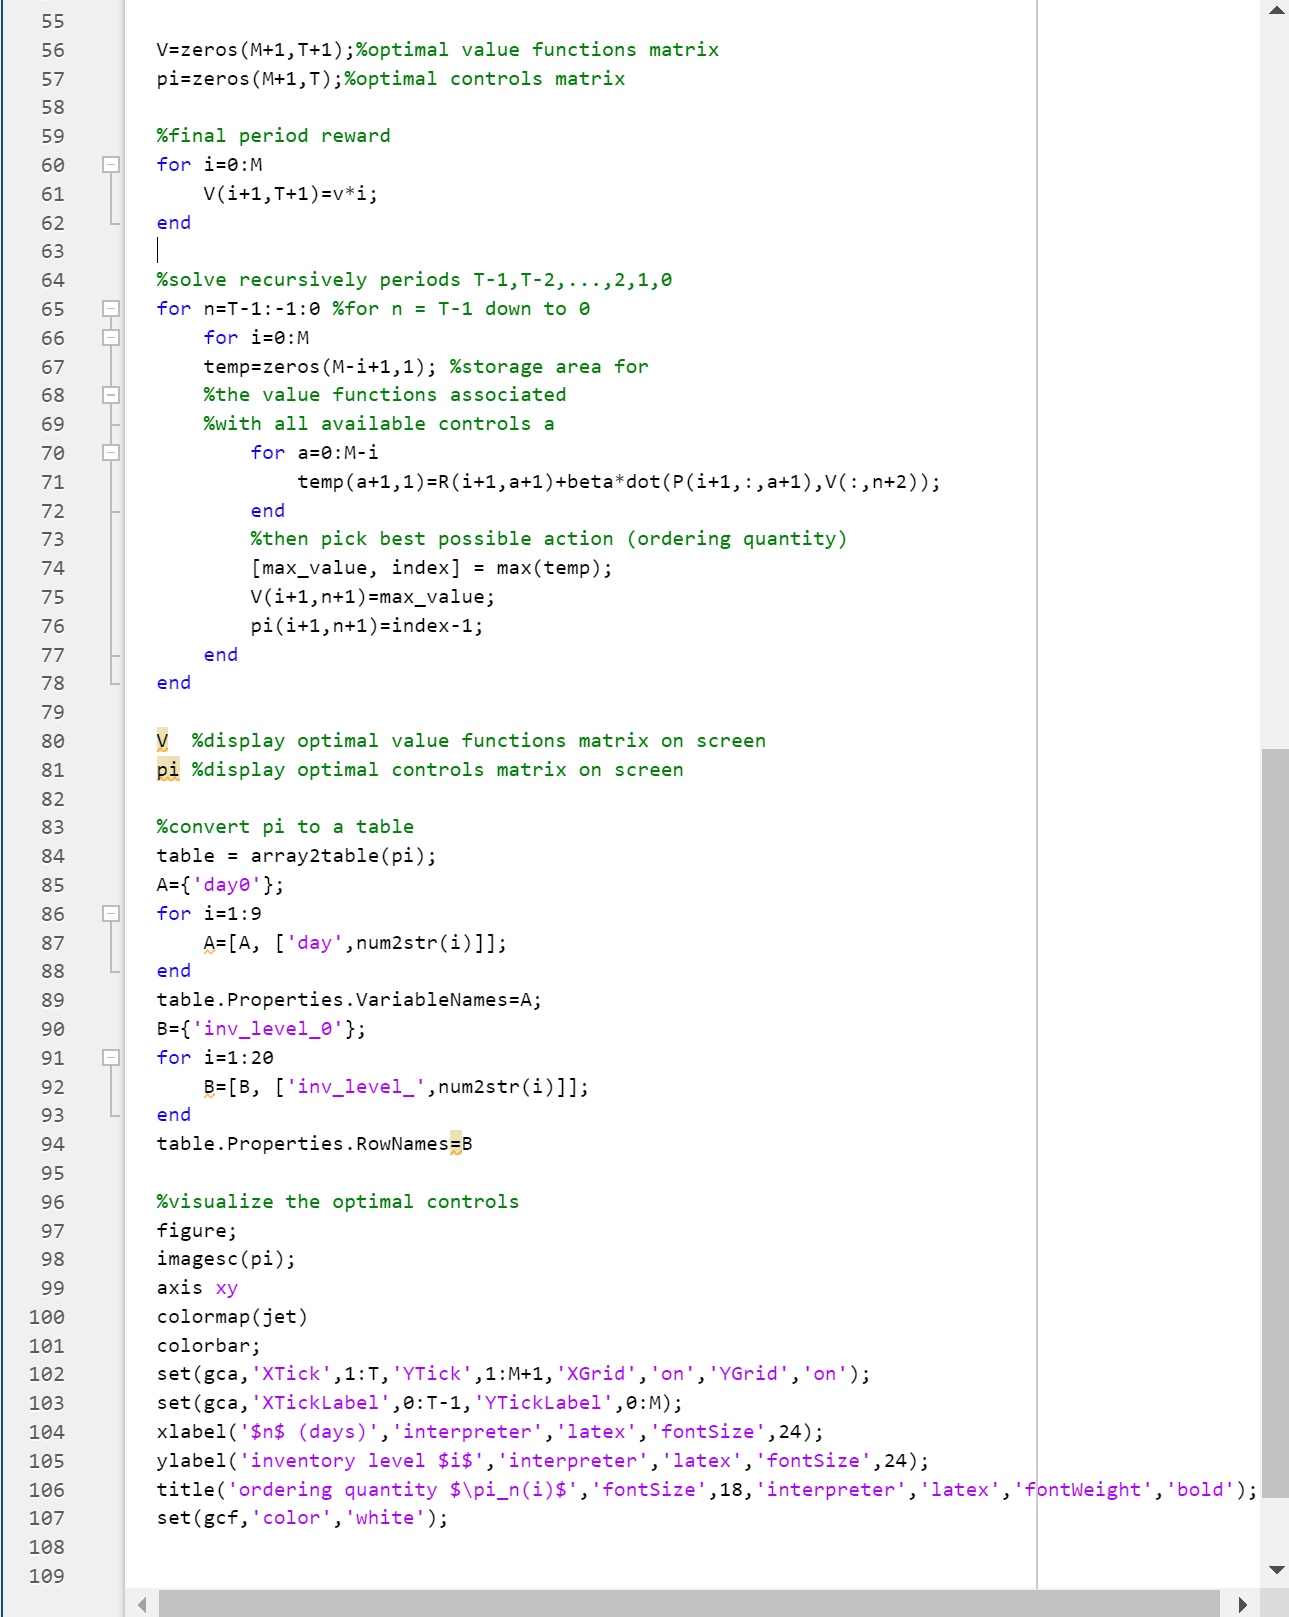 55
56 V=zeros(M+1,T+1);%optimal value functions matrix
57 pi=zeros(M+1,T);%optimal controls matrix
58
59 %final period reward
60 for i=0:M
61 V(i+1,T+1)=v*i;
62 end
63
64 %solve recursively periods T-1,T-2,...,2,1,0
65 for n=T-1:-1:0 %for n = T-1 down to 0
66 for i=0:M
67 temp=zeros(M-i+1,1); %storage area for
68 %the value functions associated
69 %with all available controls a
70 for a=0:M-i
71 temp(a+1,1)=R(i+1,a+1)+beta*dot(P(i+1,:,a+1),V(:,n+2));
72 end
73 %then pick best possible action (ordering quantity)
74 [max_value, index] = max(temp);
75 V(i+1,n+1)=max_value;
76 pi(i+1,n+1)=index-1;
77 end
78 end
79
80 V %display optimal value functions matrix on screen
81 pi %display optimal controls matrix on screen
82
83 %convert pi to a table
84 table = array2table(pi);
85 A={'day0'};
86 for i=1:9
87 A=[A, ['day',num2str(i)]];
88 end
89 table.Properties.VariableNames=A;
90 B={'inv_level_0'};
91 for i=1:20
92 B=[B, ['inv_level_',num2str(i)]];
93 end
94 table.Properties.RowNames=B
95
96 %visualize the optimal controls
97 figure;
98 imagesc(pi);
99 axis xy
100 colormap(jet)
101 colorbar;
102 set(gca,'XTick',1:T,'YTick',1:M+1,'XGrid','on','YGrid','on');
103 set(gca,'XTickLabel',0:T-1,'YTickLabel',0:M);
104 xlabel('$n$ (days)','interpreter','latex','fontSize',24);
105 ylabel('inventory level $i$','interpreter','latex','fontSize',24);
106 title('ordering quantity $\pi_n(i)$','fontSize',18,'interpreter','latex','fontWeight','bold');
107 set(gcf,'color','white');
108
109